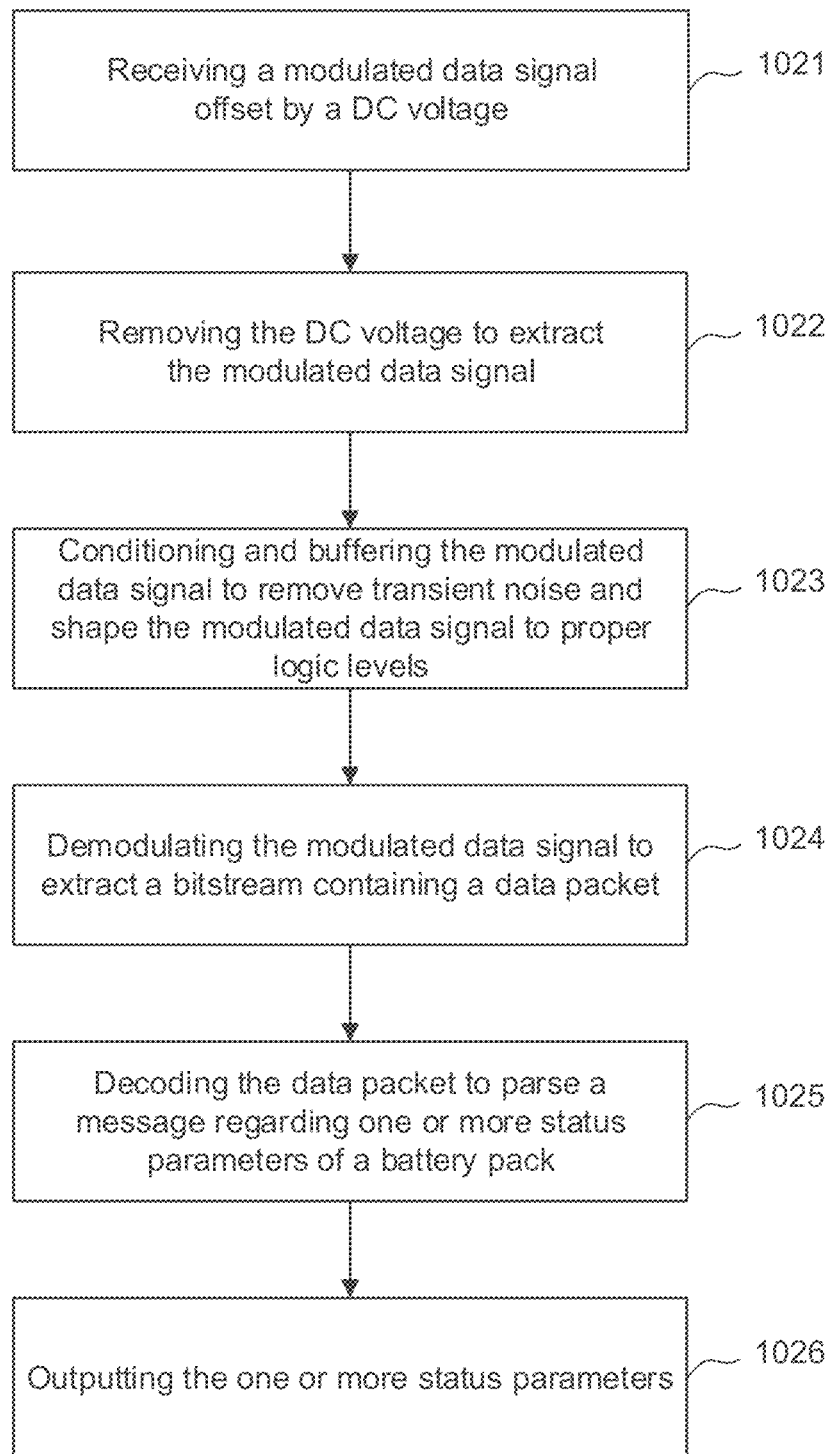 Receiving a modulated data signal
offset by a DC voltage
1021
Removing the DC voltage to extract
the modulated data signal
1022
Conditioning and buffering the modulated
data signal to remove transient noise and
shape the modulated data signal to proper
logic levels
1023
Demodulating the modulated data signal to
extract a bitstream containing a data packet
1024
Decoding the data packet to parse a
message regarding one or more status
parameters of a battery pack
1025
Outputting the one or more status parameters
1026